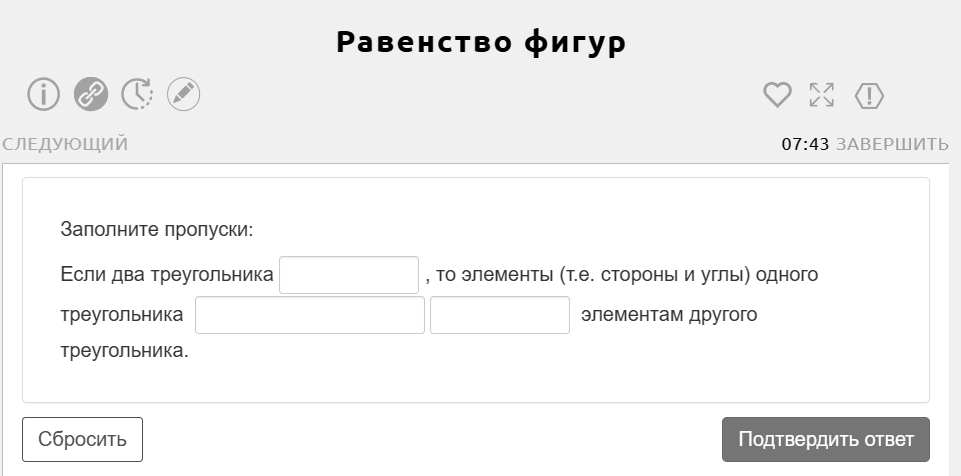 Равенство фигур
СЛЕДУЮЩИЙ
07:43 ЗАВЕРШИТЬ
Заполните пропуски:
Если два треугольника , то элементы (т.е. стороны и углы) одного
треугольника элементам другого
треугольника.
Сбросить
Подтвердить ответ